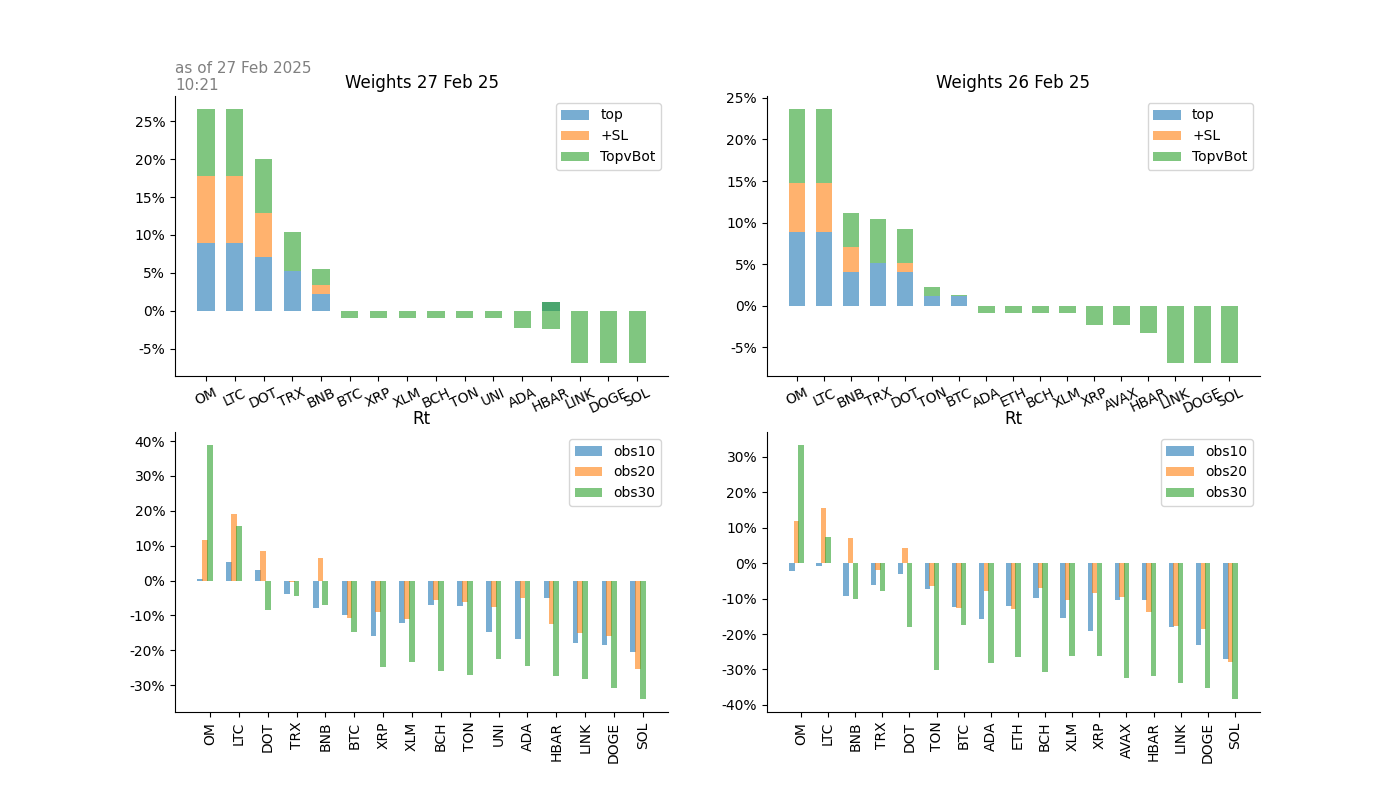 as of 27 Feb 2025
10:21
Weights 27 Feb 25
25%
20%
15%
10%
5%
0%
-5%
top
+SL
TopvBot
OM LTC DOT TRX BNB BTC XRP XLM BCH TON UNI ADA HBAR LINK DOGE SOL
Weights 26 Feb 25
25%
20%
15%
10%
5%
0%
-5%
top
+SL
TopvBot
OM LTC BNB TRX DOT TON BTC ADA ETH BCH XLM XRP AVAX HBAR LINK DOGE SOL
Rt
40%
30%
20%
10%
0%
-10%
-20%
-30%
obs10
obs20
obs30
OM LTC DOT TRX BNB BTC XRP XLM BCH TON UNI ADA HBAR LINK DOGE SOL
Rt
30%
20%
10%
0%
-10%
-20%
-30%
-40%
obs10
obs20
obs30
OM LTC BNB TRX DOT TON BTC ADA ETH BCH XLM XRP AVAX HBAR LINK DOGE SOL